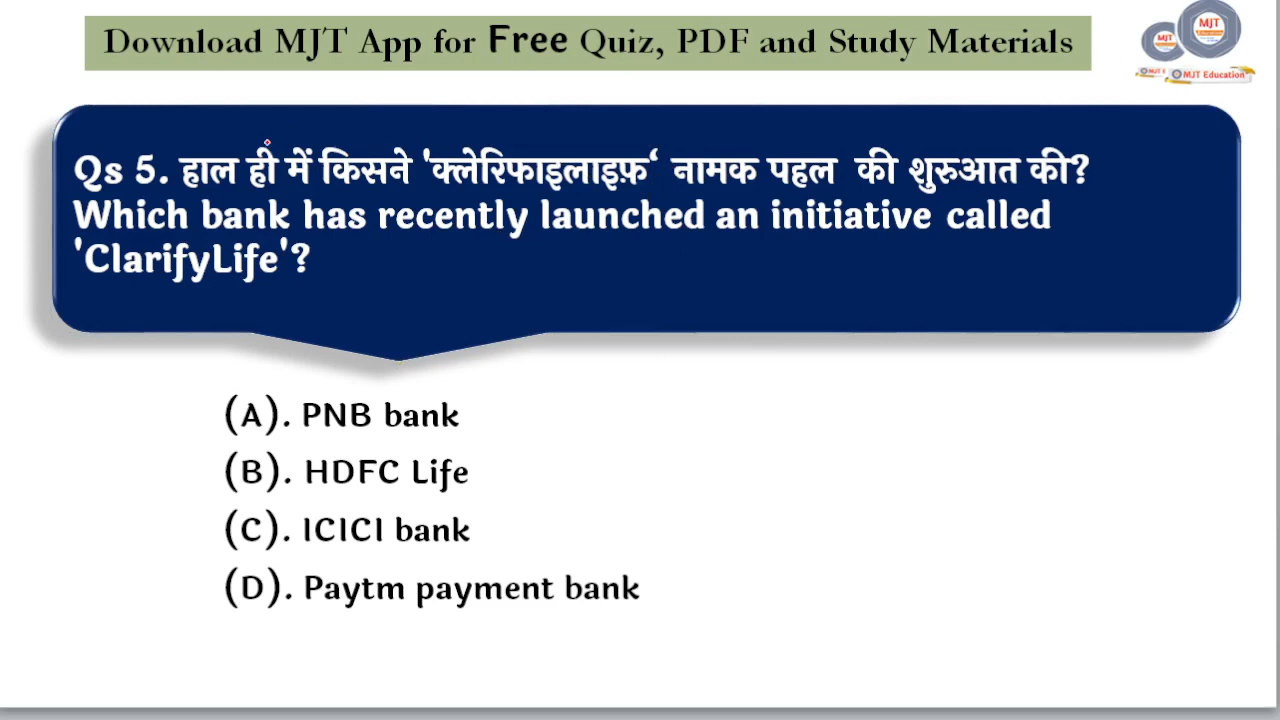 Download MJT App for Free Quiz, PDF and Study Materials
MJT
MJT
MJT Education
Qs 5. हाल ही में किसने 'क्लेरिफाइलाइफ़‘ नामक पहल की शुरुआत की?
Which bank has recently launched an initiative called
'ClarifyLife'?
(A). PNB bank
(B). HDFC Life
(C). ICICI bank
(D). Paytm payment bank